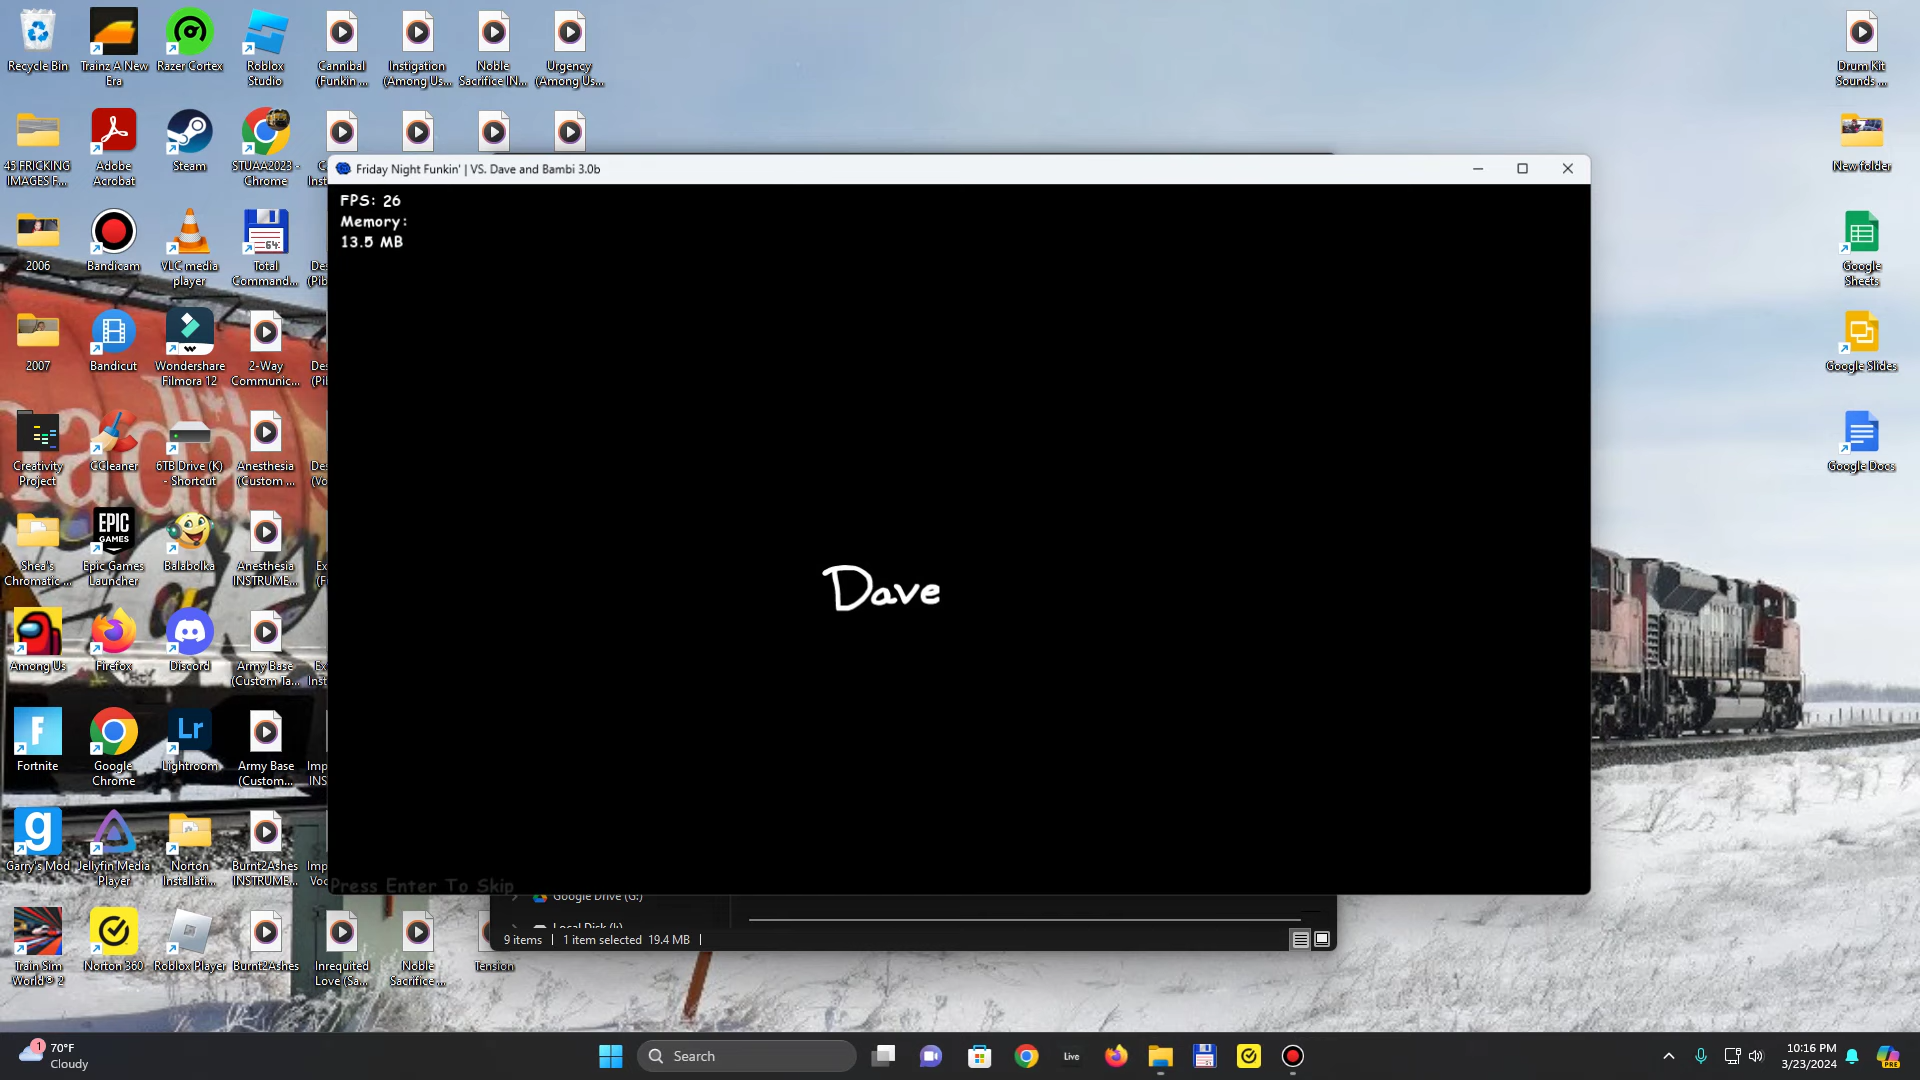 Recycle Bin
Trainz A New
Era
Razer Cortex
Roblox
Studio
Cannibal
(Funkin ...
Instigation
(Among Us...
Noble
Sacrifice IN...
Urgency
(Among Us...
Drum Kit
Sounds ...
45 FRICKING
IMAGES F...
Adobe
Acrobat
Steam
STUAA2023 -
Chrome
New folder
Friday Night Funkin' | VS. Dave and Bambi 3.0b
FPS: 26
Memory:
13.5 MB
2006
Bandicam
VLC media
player
64:
Total
Command...
Google
Sheets
2007
Bandicut
Wondershare
Filmora 12
2-Way
Communic...
Google Slides
Creativity
Project
CCleaner
6TB Drive (K)
- Shortcut
Anesthesia
(Custom ...
Google Docs
Shea's
Chromatic ...
EPIC
GAMES
Epic Games
Launcher
Balabolka
Anesthesia
INSTRUME...
Dave
Among Us
Firefox
Discord
Army Base
(Custom Ta...
F
Fortnite
Google
Chrome
Lr
Lightroom
Army Base
(Custom...
g
Garry's Mod
Jellyfin Media
Player
Norton
Installati...
Burnt2Ashes
INSTRUME...
Press Enter To Skip
Google Drive (G:)
9 items | 1 item selected 19.4 MB |
Train Sim
World® 2
Norton 360
Roblox Player
Burnt2Ashes
Inrequited
Love (Sa...
Noble
Sacrifice ...
Tension
1
70°F
Cloudy
Search
Live
10:16 PM
3/23/2024
PRE